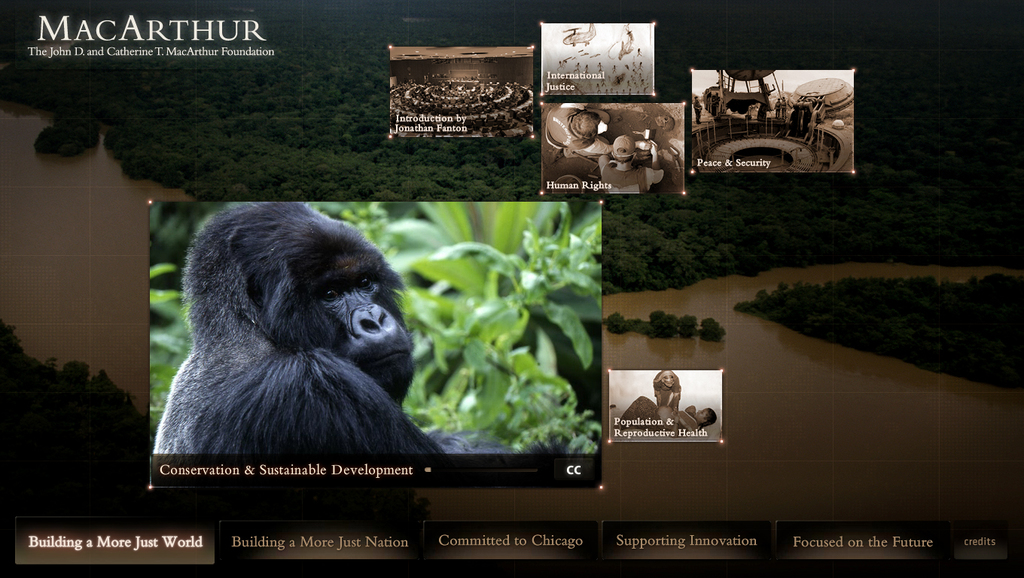 MACARTHUR
The John D. and Catherine T. MacArthur Foundation
Introduction by
Jonathan Fanton
International
Justice
Human Rights
Peace & Security
Conservation & Sustainable Development
CC
Population &
Reproductive Health
Building a More Just World
Building a More Just Nation
Committed to Chicago
Supporting Innovation
Focused on the Future
credits